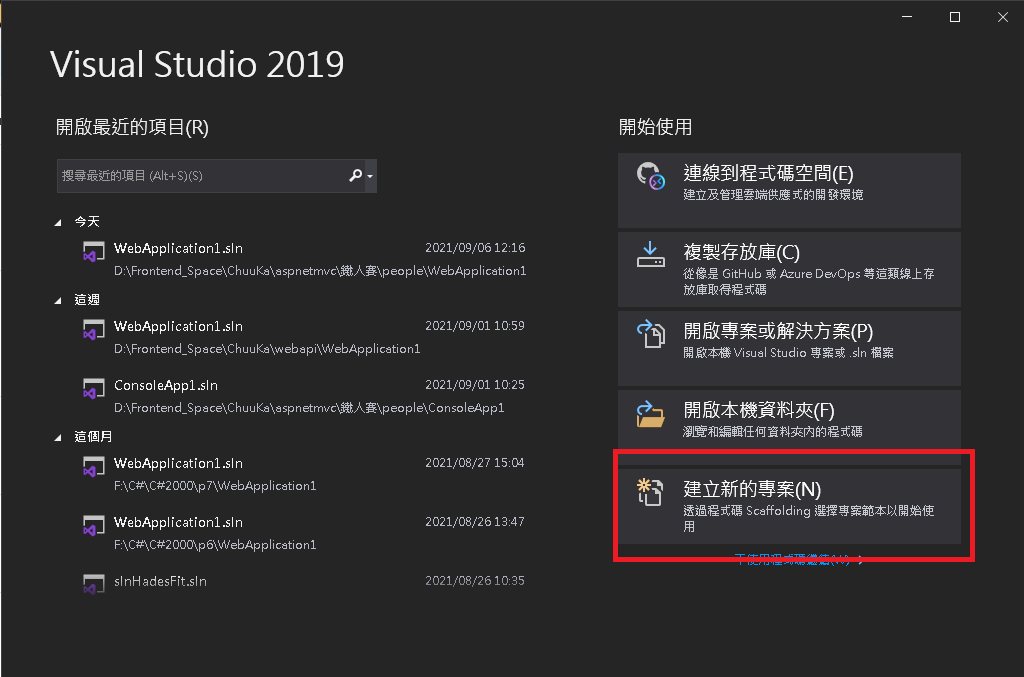 Visual Studio 2019
開啟最近的項目(R)
搜尋最近的項目 (Alt+S)(S)
今天
WebApplication1.sln 2021/09/06 12:16
D:\Frontend_Space\ChuuKa\aspnetmvc\鐵人賽\people\WebApplication1
這週
WebApplication1.sln 2021/09/01 10:59
D:\Frontend_Space\ChuuKa\webapi\WebApplication1
ConsoleApp1.sln 2021/09/01 10:25
D:\Frontend_Space\ChuuKa\aspnetmvc\鐵人賽\people\ConsoleApp1
這個月
WebApplication1.sln 2021/08/27 15:04
F:\C#\C#2000\p7\WebApplication1
WebApplication1.sln 2021/08/26 13:47
F:\C#\C#2000\p6\WebApplication1
slnHadesFit.sln 2021/08/26 10:35
開始使用
連線到程式碼空間(E)
建立及管理雲端供應式的開發環境
複製存放庫(C)
從像是 GitHub 或 Azure DevOps 等這類線上存
放庫取得程式碼
開啟專案或解決方案(P)
開啟本機 Visual Studio 專案或 .sln 檔案
開啟本機資料夾(F)
瀏覽和編輯任何資料夾內的程式碼
建立新的專案(N)
透過程式碼 Scaffolding 選擇專案範本以開始使
用
不使用程式碼繼續(W)